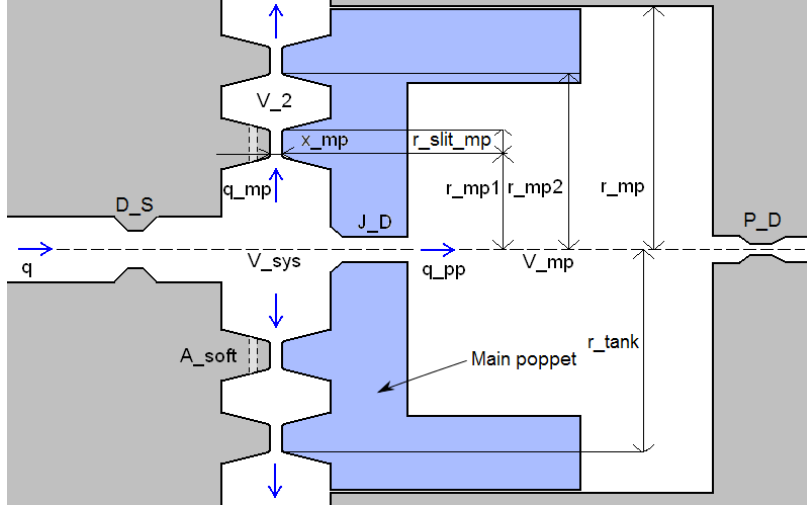 V_2
x_mp
r_slit_mp
q_mp
r_mp1
r_mp2
r_mp
D_S
J_D
P_D
q
V_sys
q_pp
V_mp
A_soft
r_tank
Main poppet